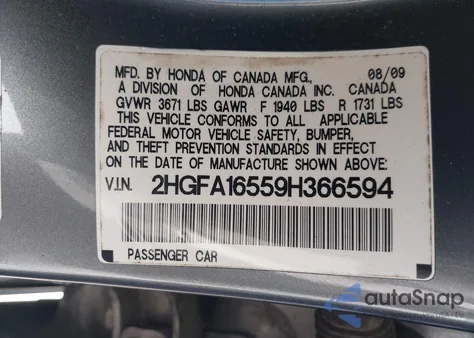 MFD. BY HONDA OF CANADA MFG., 08/09
A DIVISION OF HONDA CANADA INC. CANADA
GVWR 3671 LBS GAWR F 1940 LBS R 1731 LBS
THIS VEHICLE CONFORMS TO ALL APPLICABLE
FEDERAL MOTOR VEHICLE SAFETY, BUMPER,
AND THEFT PREVENTION STANDARDS IN EFFECT
ON THE DATE OF MANUFACTURE SHOWN ABOVE:
V.I.N. 2HGFA16559H366594
PASSENGER CAR
autoSnap